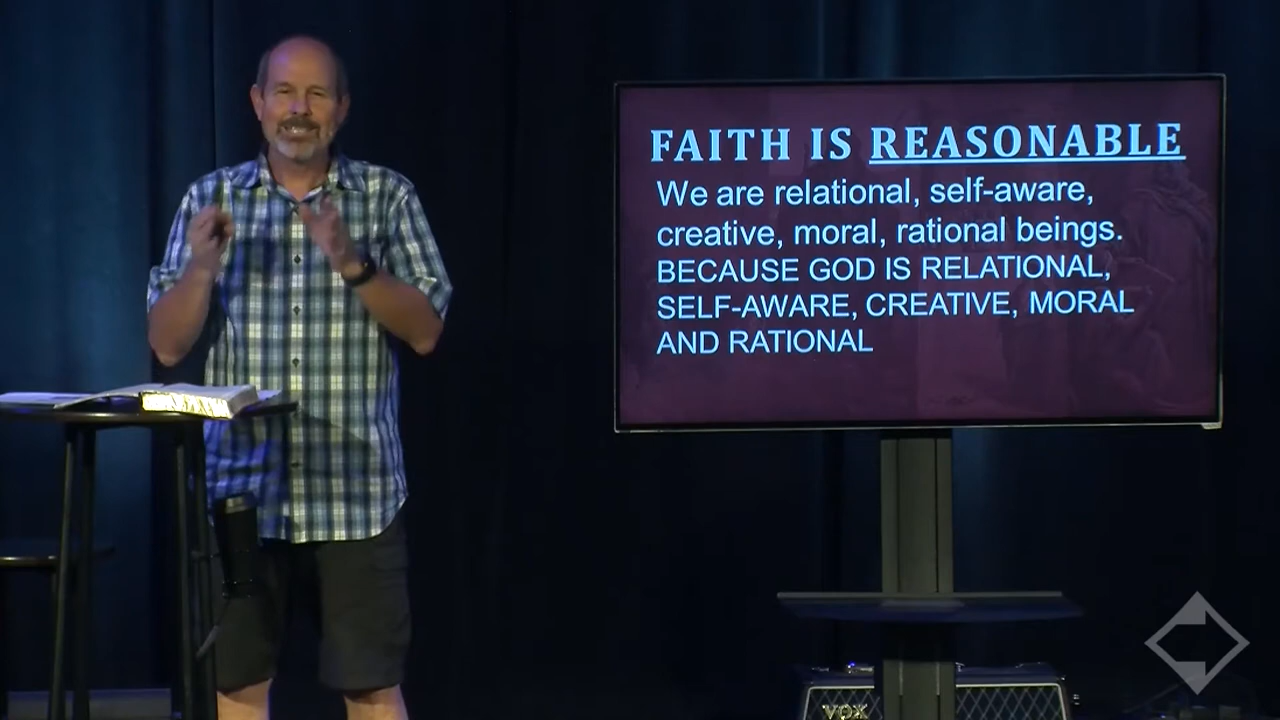 FAITH IS REASONABLE
We are relational, self-aware,
creative, moral, rational beings.
BECAUSE GOD IS RELATIONAL,
SELF-AWARE, CREATIVE, MORAL
AND RATIONAL
VOX